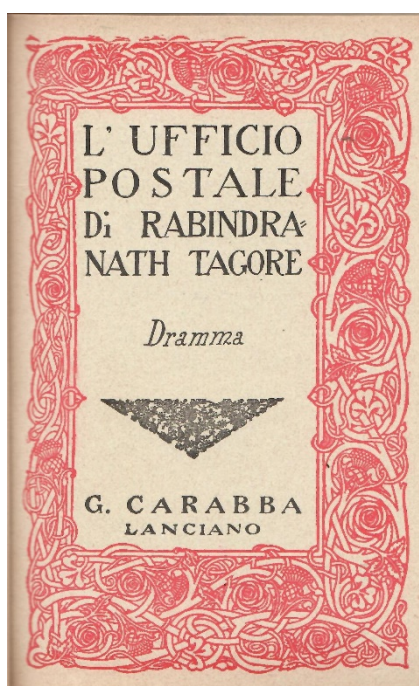 L' UFFICIO
POSTALE
Di RABINDRA=
NATH TAGORE
Dramma
G. CARABBA
LANCIANO